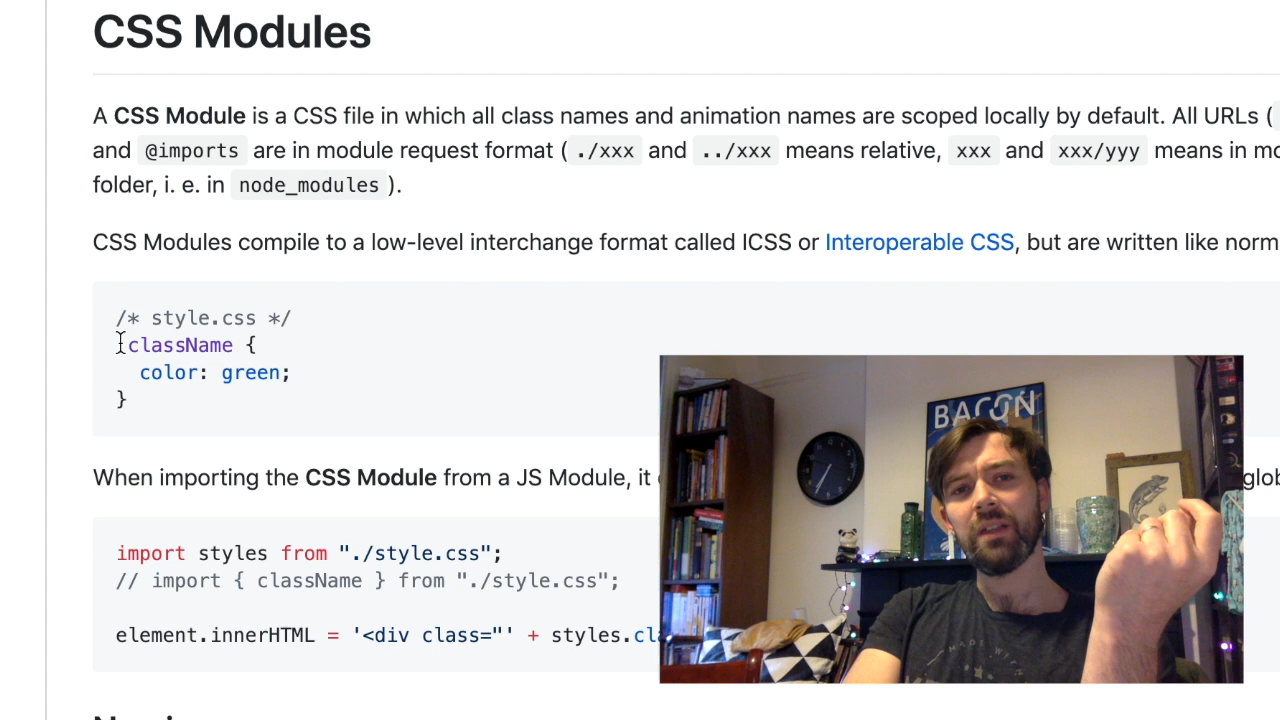 CSS Modules
A CSS Module is a CSS file in which all class names and animation names are scoped locally by default. All URLs (
and @imports are in module request format ( ./xxx and ../xxx means relative, xxx and xxx/yyy means in
folder, i. e. in node_modules ).
CSS Modules compile to a low-level interchange format called ICSS or Interoperable CSS, but are written like
/* style.css */
className {
color: green;
}
When importing the CSS Module from a JS Module, it
import styles from "./style.css";
// import { className } from "./style.css";
element.innerHTML = '<div class="' + styles.
BACON